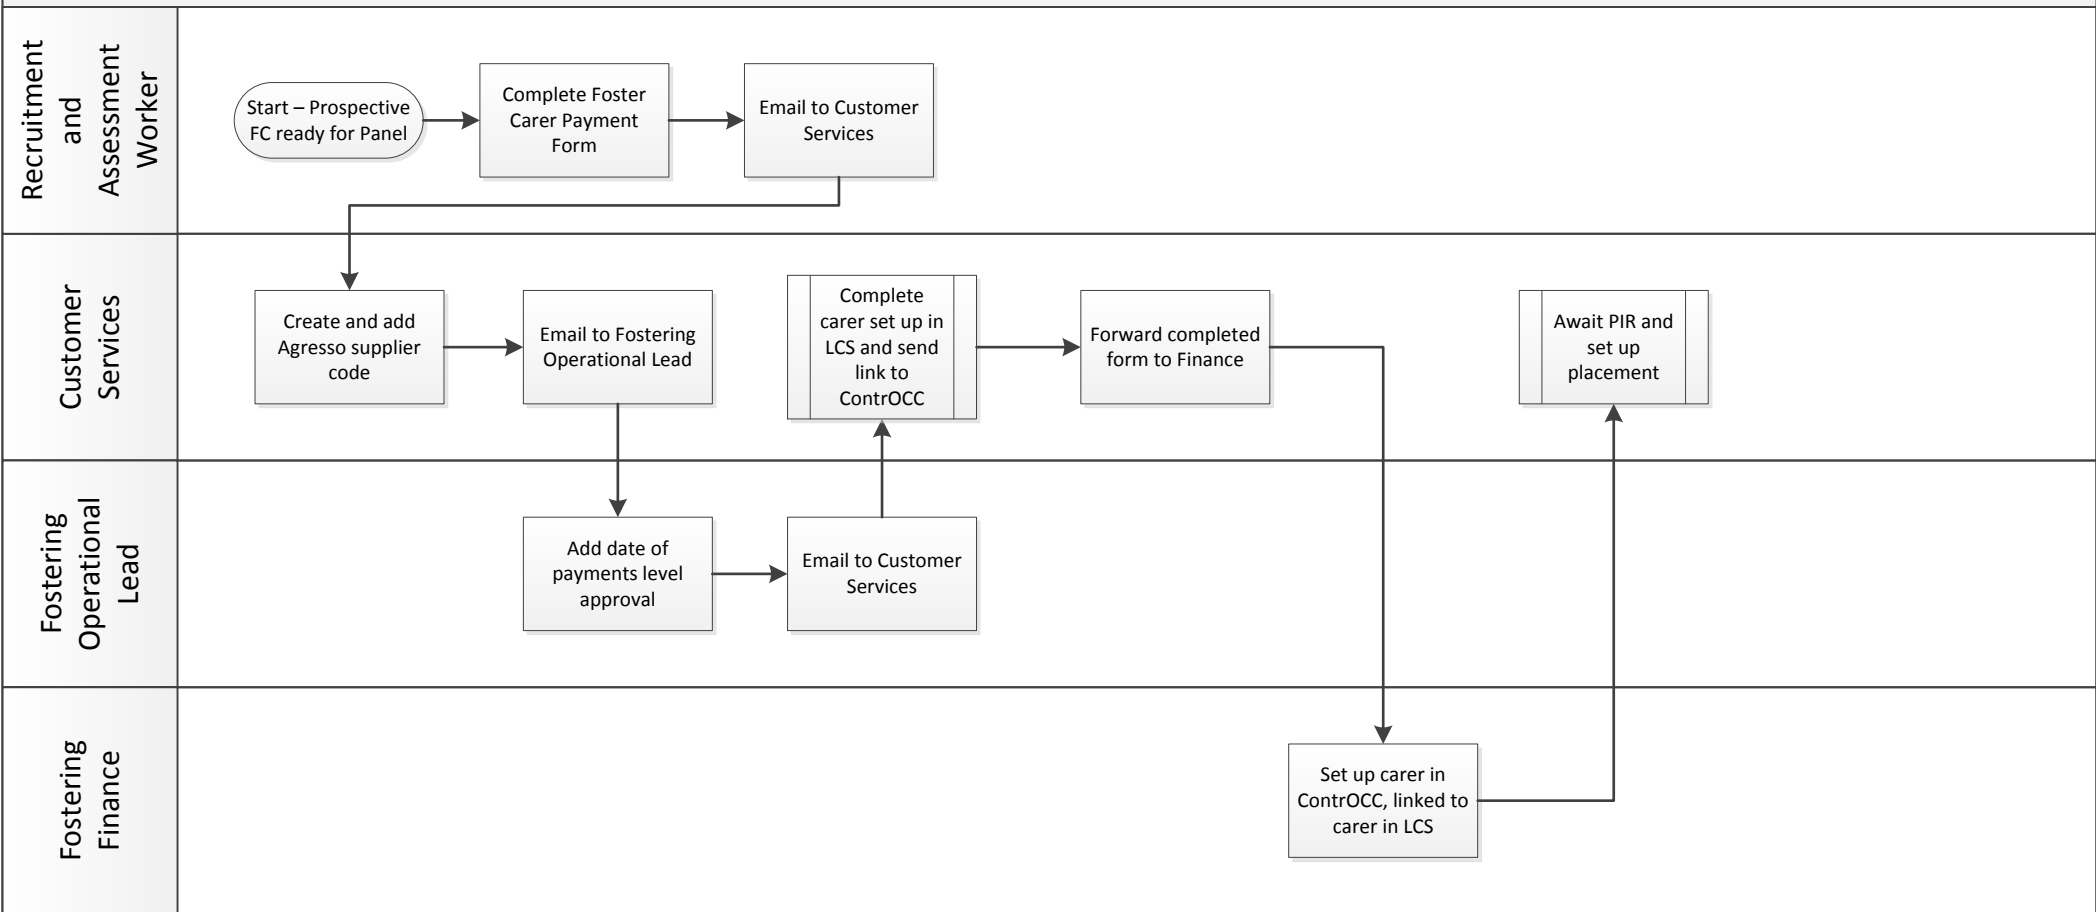 Recruitment
and
Assessment
Worker
Start – Prospective
FC ready for Panel
Complete Foster
Carer Payment
Form
Email to Customer
Services
Customer
Services
Create and add
Agresso supplier
code
Email to Fostering
Operational Lead
Complete
carer set up in
LCS and send
link to
ContrOCC
Forward completed
form to Finance
Await PIR and
set up
placement
Fostering
Operational
Lead
Add date of
payments level
approval
Email to Customer
Services
Fostering
Finance
Set up carer in
ContrOCC, linked to
carer in LCS